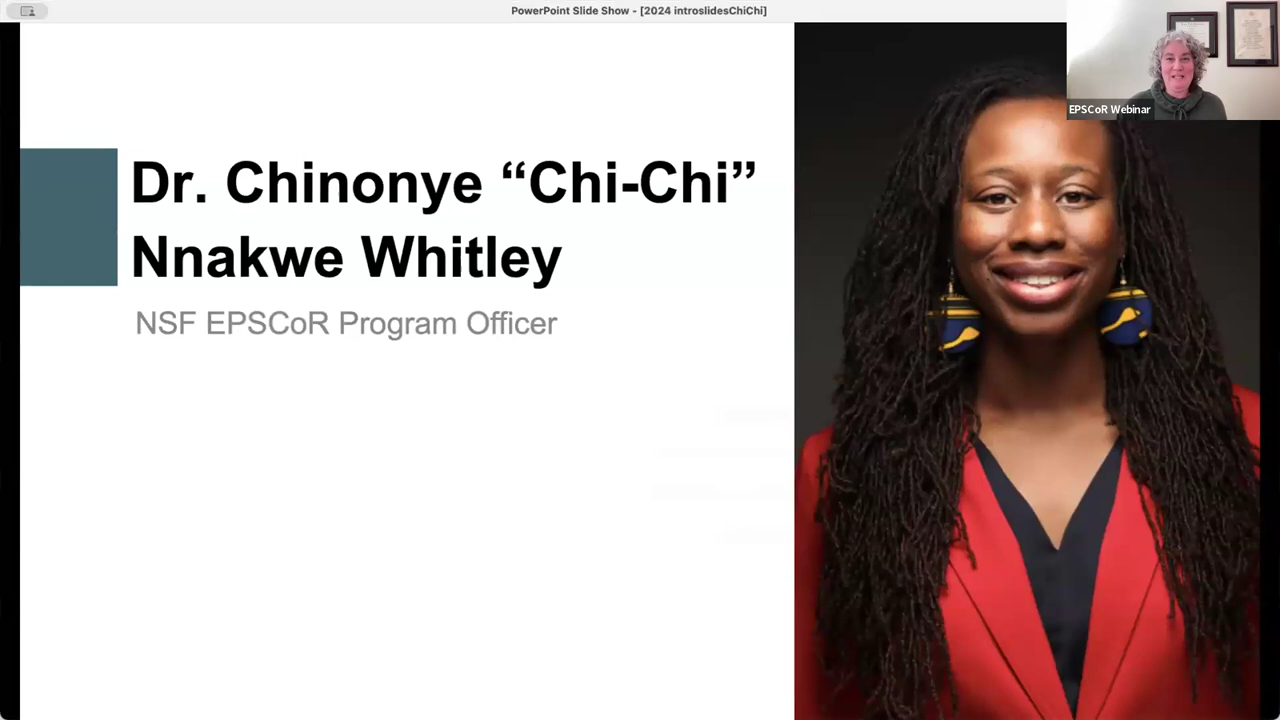 PowerPoint Slide Show - [2024 introslidesChiChi]
EPSCoR Webinar
Dr. Chinonye “Chi-Chi”
Nnakwe Whitley
NSF EPSCoR Program Officer